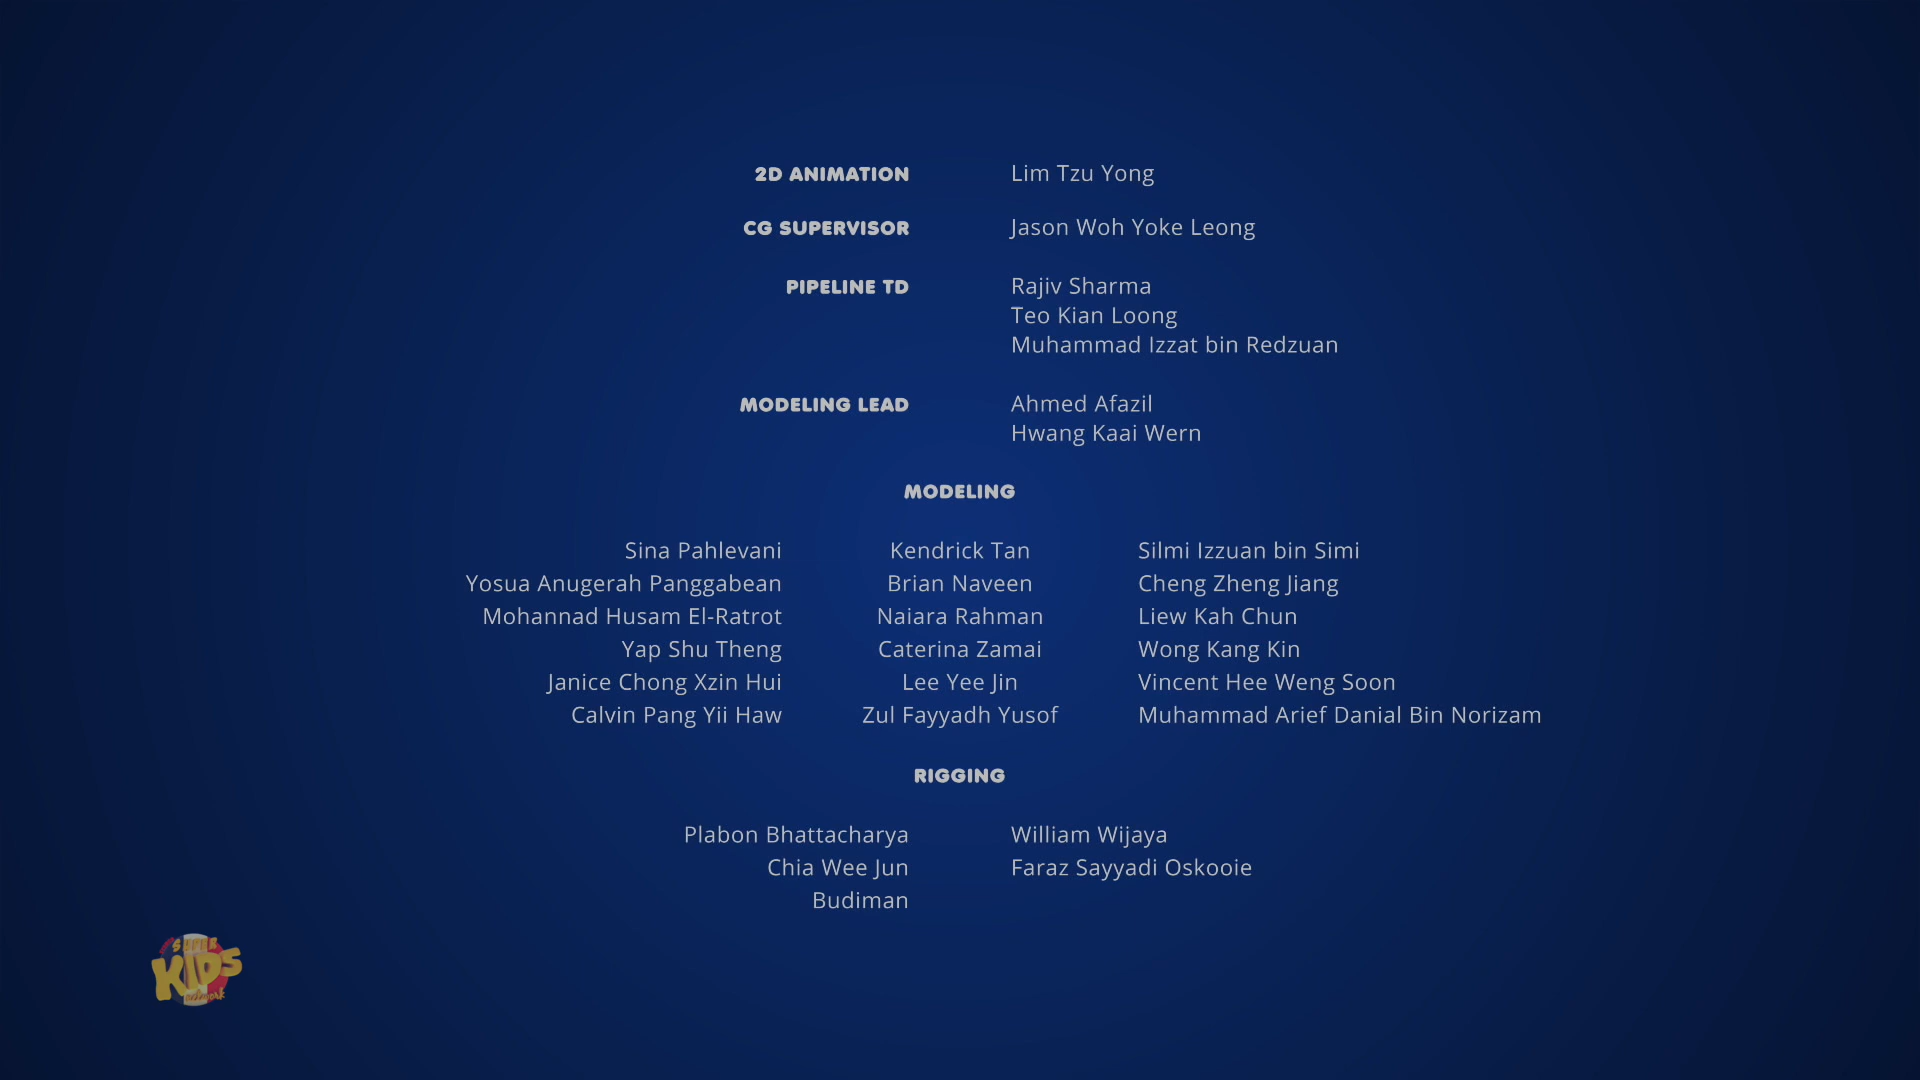 2D ANIMATION Lim Tzu Yong
CG SUPERVISOR Jason Woh Yoke Leong
PIPELINE TD Rajiv Sharma
Teo Kian Loong
Muhammad Izzat bin Redzuan
MODELING LEAD Ahmed Afazil
Hwang Kaai Wern
MODELING
Sina Pahlevani Kendrick Tan Silmi Izzuan bin Simi
Yosua Anugerah Panggabean Brian Naveen Cheng Zheng Jiang
Mohannad Husam El-Ratrot Naiara Rahman Liew Kah Chun
Yap Shu Theng Caterina Zamai Wong Kang Kin
Janice Chong Xzin Hui Lee Yee Jin Vincent Hee Weng Soon
Calvin Pang Yii Haw Zul Fayyadh Yusof Muhammad Arief Danial Bin Norizam
RIGGING
Plabon Bhattacharya William Wijaya
Chia Wee Jun Faraz Sayyadi Oskooie
Budiman
SUPER
KIDS
network